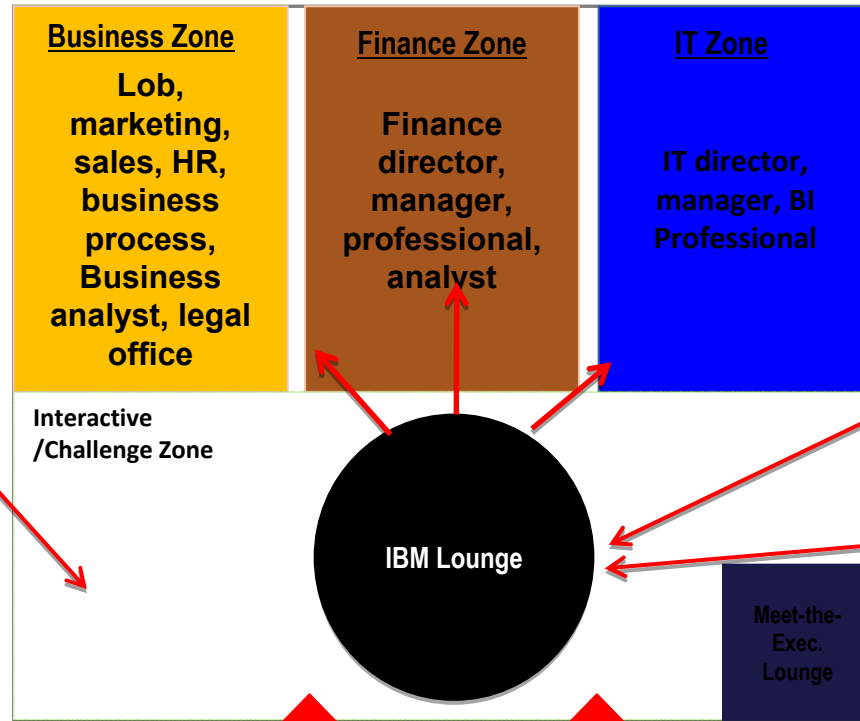 Business Zone
Lob,
marketing,
sales, HR,
business
process,
Business
analyst, legal
office
Finance Zone
Finance
director,
manager,
professional,
analyst
IT Zone
IT director,
manager, BI
Professional
Interactive
/Challenge Zone
IBM Lounge
Meet-the-
Exec.
Lounge